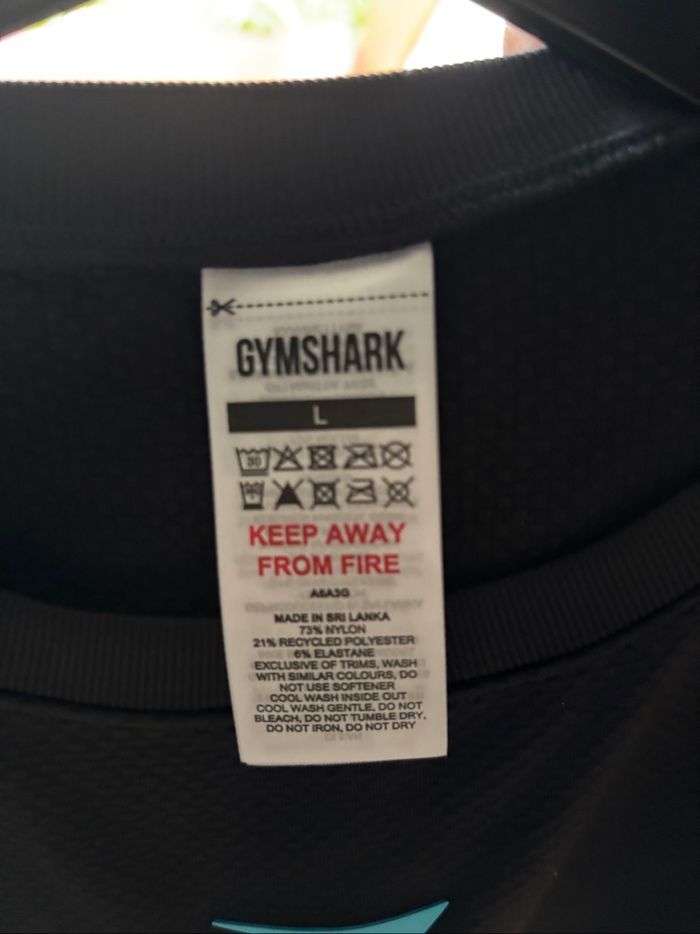 GYMSHARK
L
30
KEEP AWAY
FROM FIRE
A6A3G
MADE IN SRI LANKA
73% NYLON
21% RECYCLED POLYESTER
6% ELASTANE
EXCLUSIVE OF TRIMS, WASH
WITH SIMILAR COLOURS, DO
NOT USE SOFTENER
COOL WASH INSIDE OUT
COOL WASH GENTLE, DO NOT
BLEACH, DO NOT TUMBLE DRY,
DO NOT IRON, DO NOT DRY